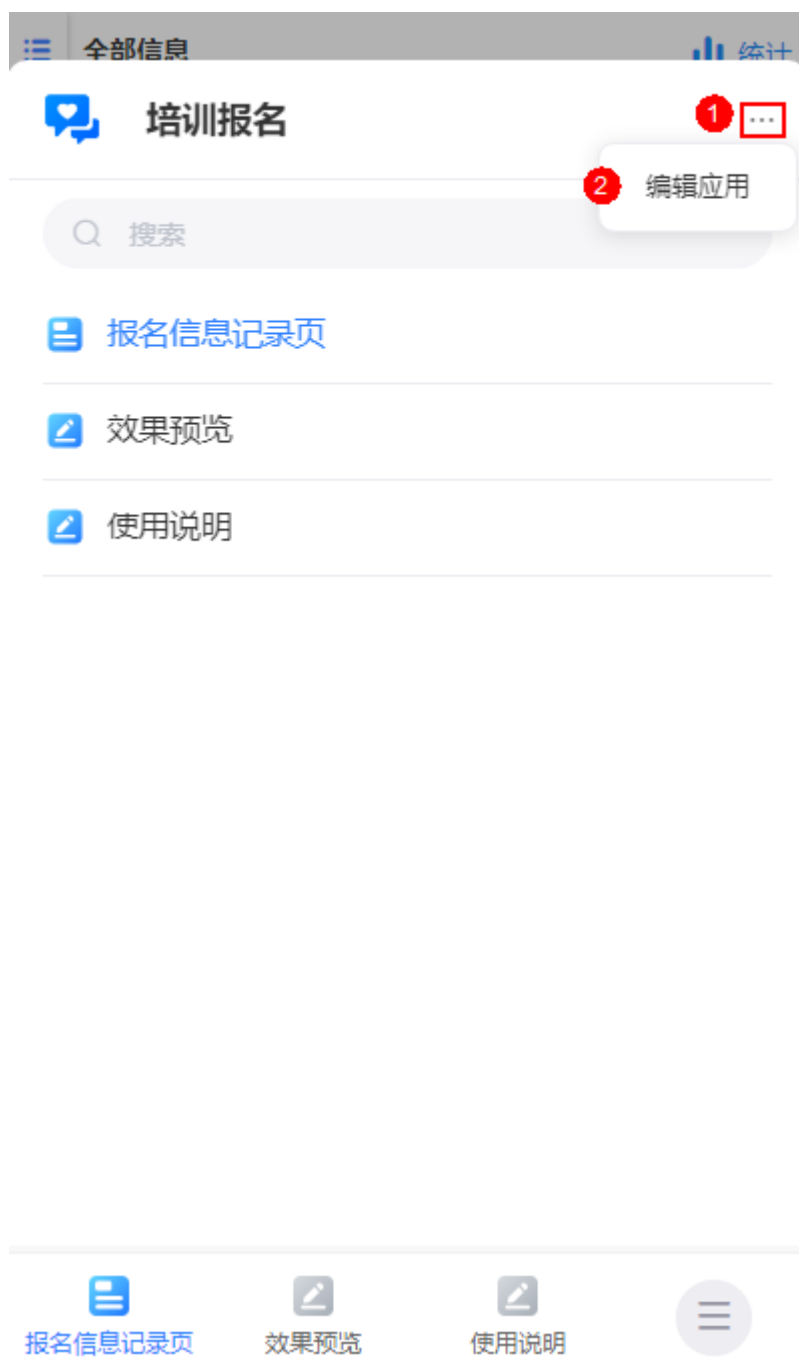 全部信息 统计
培训报名 1 ...
2 编辑应用
搜索
报名信息记录页
效果预览
使用说明
报名信息记录页 效果预览 使用说明